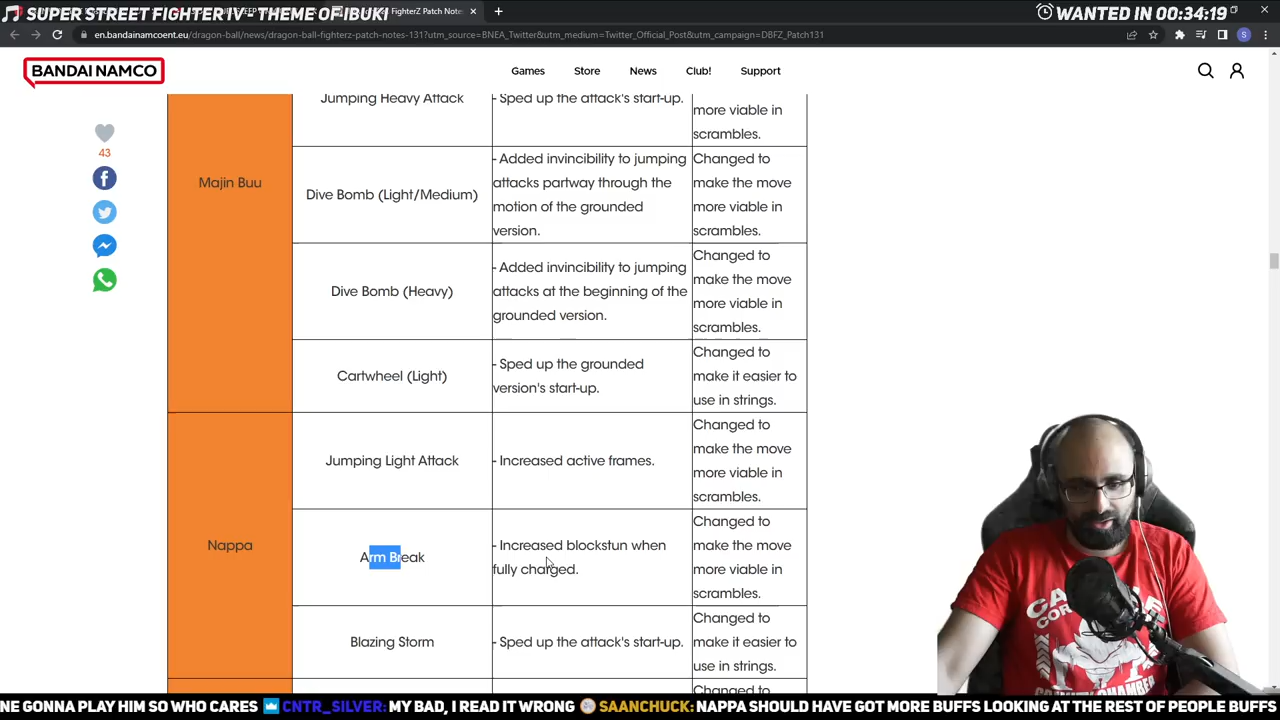 SUPER STREET FIGHTER IV - THEME OF IBUKI
FighterZ Patch Note
WANTED IN 00:34:19
en.bandainamcoent.eu/dragon-ball/news/dragon-ball-fighterz-patch-notes-131?utm_source=BNEA_Twitter&utm_medium=Twitter_Official_Post&utm_campaign=DBFZ_Patch131
BANDAI NAMCO
Games
Store
News
Club!
Support
43
Majin Buu
Jumping Heavy Attack
- Sped up the attack's start-up.
more viable in
scrambles.
Dive Bomb (Light/Medium)
- Added invincibility to jumping
attacks partway through the
motion of the grounded
version.
Changed to
make the move
more viable in
scrambles.
Dive Bomb (Heavy)
- Added invincibility to jumping
attacks at the beginning of the
grounded version.
Changed to
make the move
more viable in
scrambles.
Cartwheel (Light)
- Sped up the grounded
version's start-up.
Changed to
make it easier to
use in strings.
Nappa
Jumping Light Attack
- Increased active frames.
Changed to
make the move
more viable in
scrambles.
Arm Break
- Increased blockstun when
fully charged.
Changed to
make the move
more viable in
scrambles.
Blazing Storm
- Sped up the attack's start-up.
Changed to
make it easier to
use in strings.
Changed to
NE GONNA PLAY HIM SO WHO CARES CNTR_SILVER: MY BAD, I READ IT WRONG SAANCHUCK: NAPPA SHOULD HAVE GOT MORE BUFFS LOOKING AT THE REST OF PEOPLE BUFFS